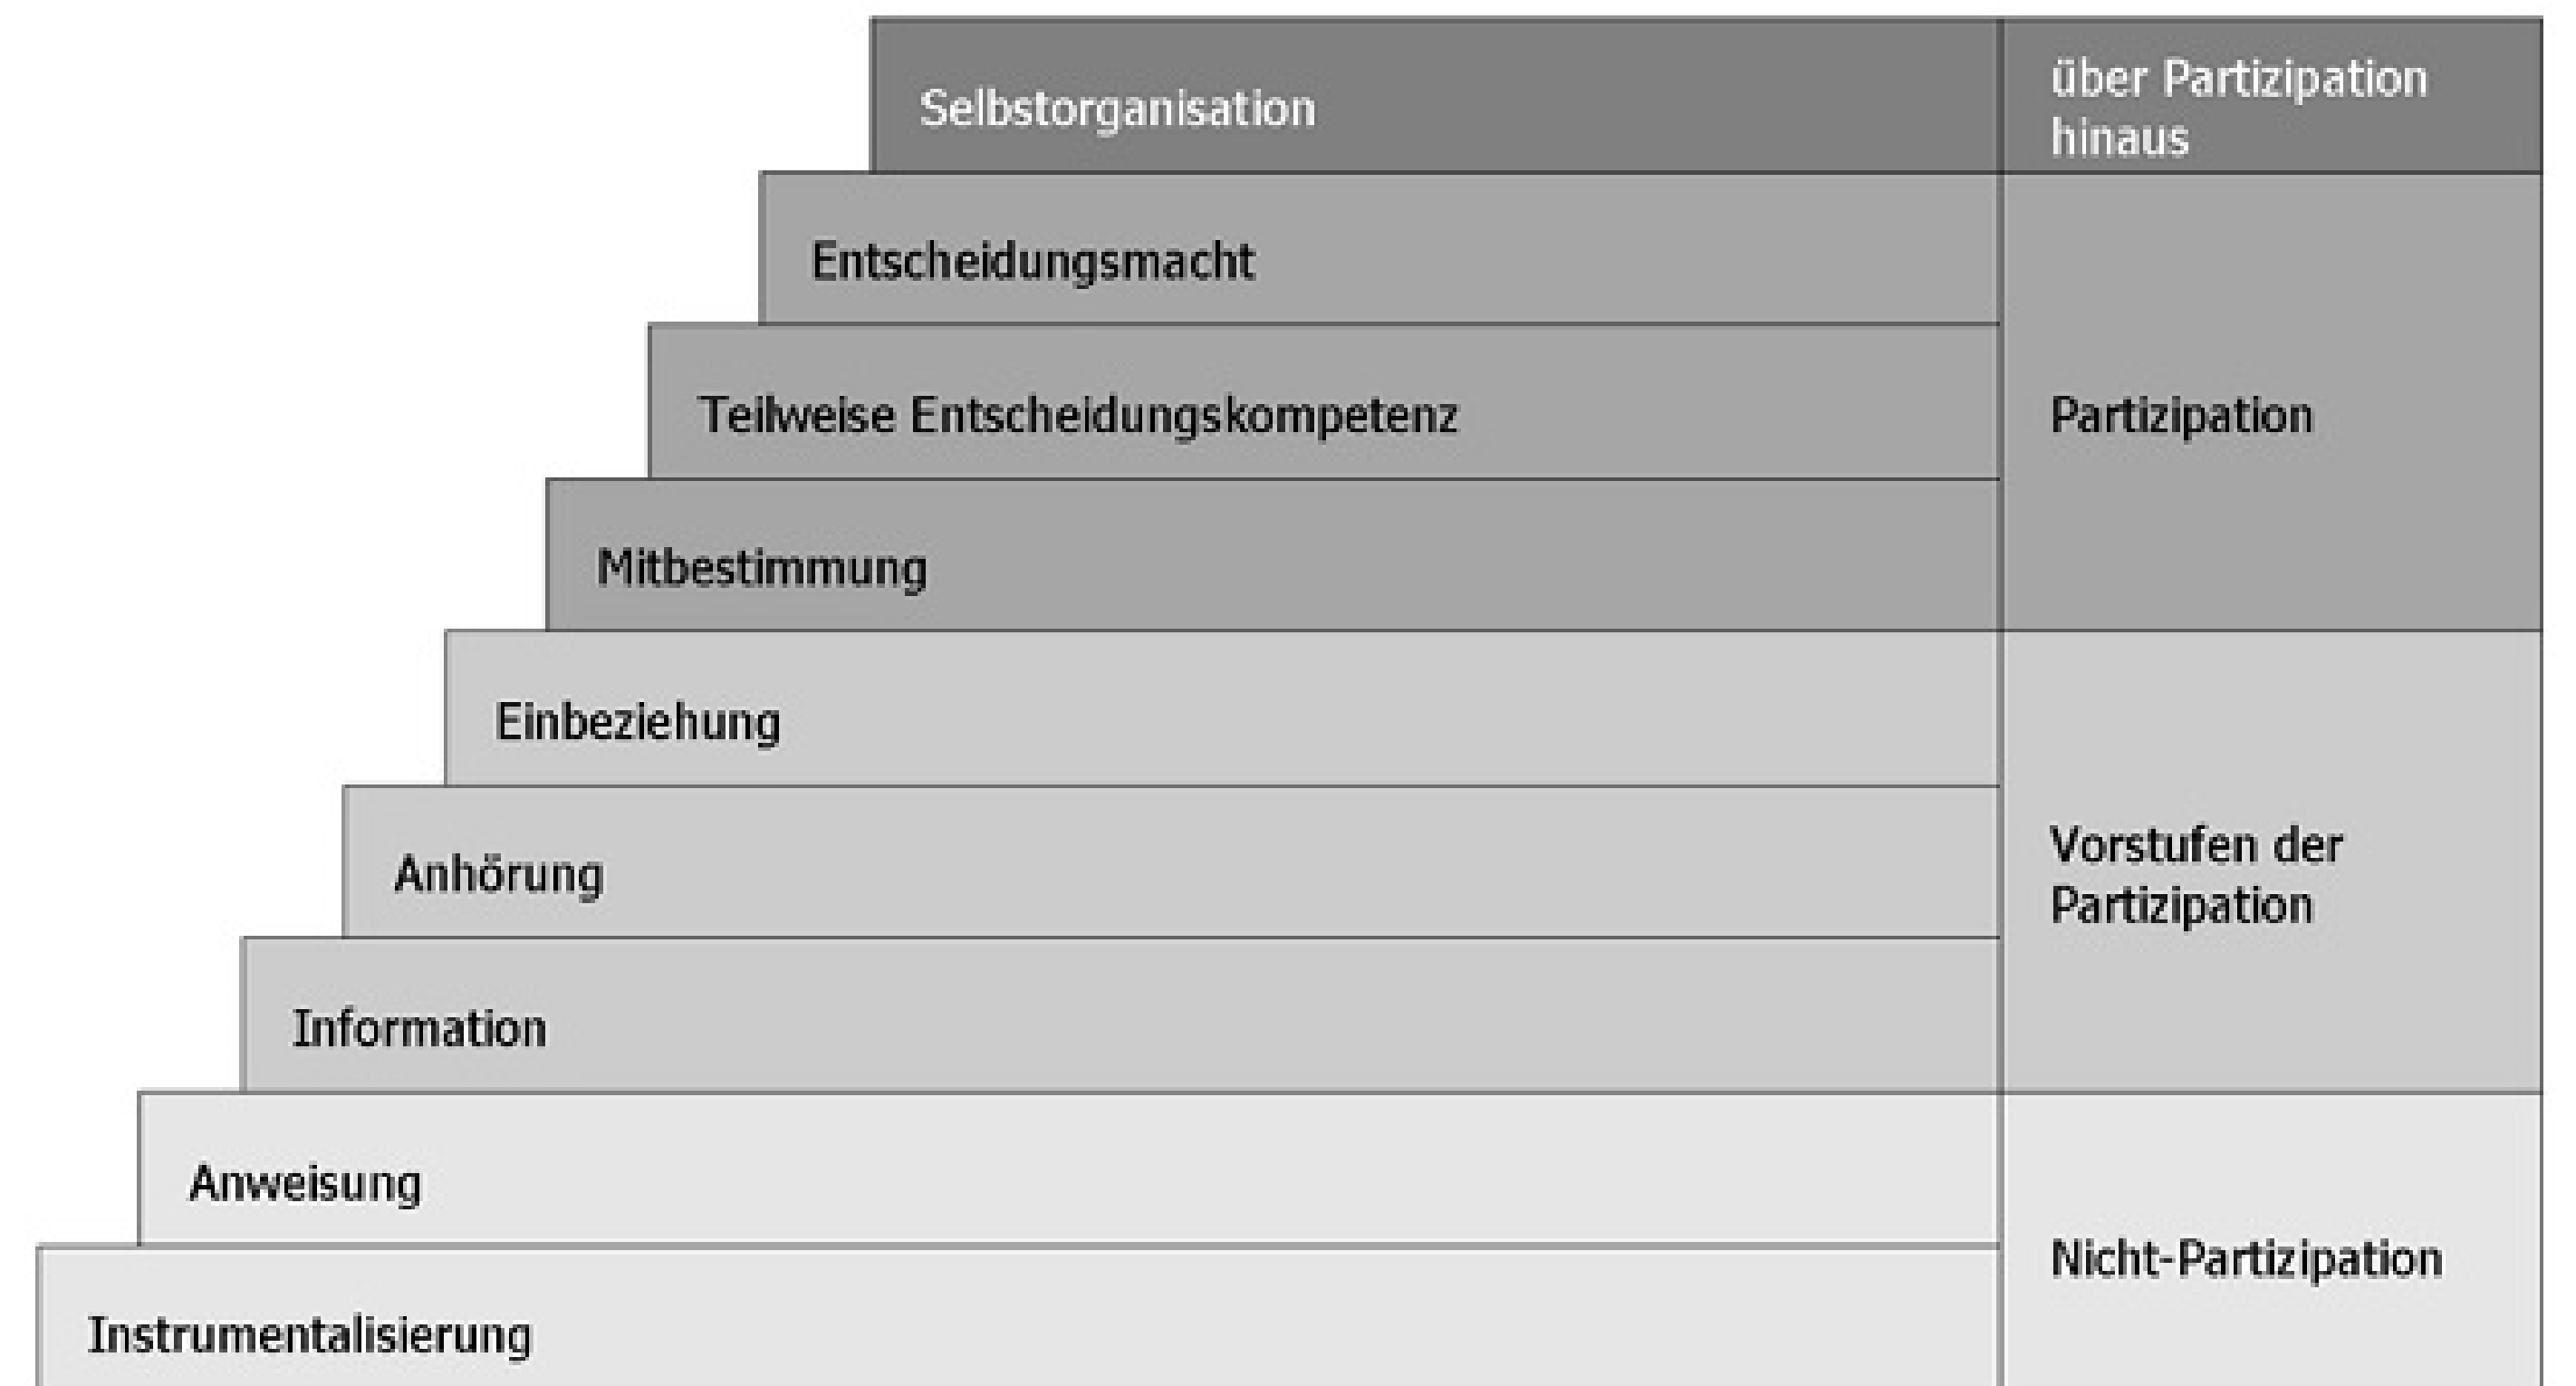 Selbstorganisation
über Partizipation
hinaus
Entscheidungsmacht
Teilweise Entscheidungskompetenz
Partizipation
Mitbestimmung
Einbeziehung
Anhörung
Vorstufen der
Partizipation
Information
Anweisung
Nicht-Partizipation
Instrumentalisierung